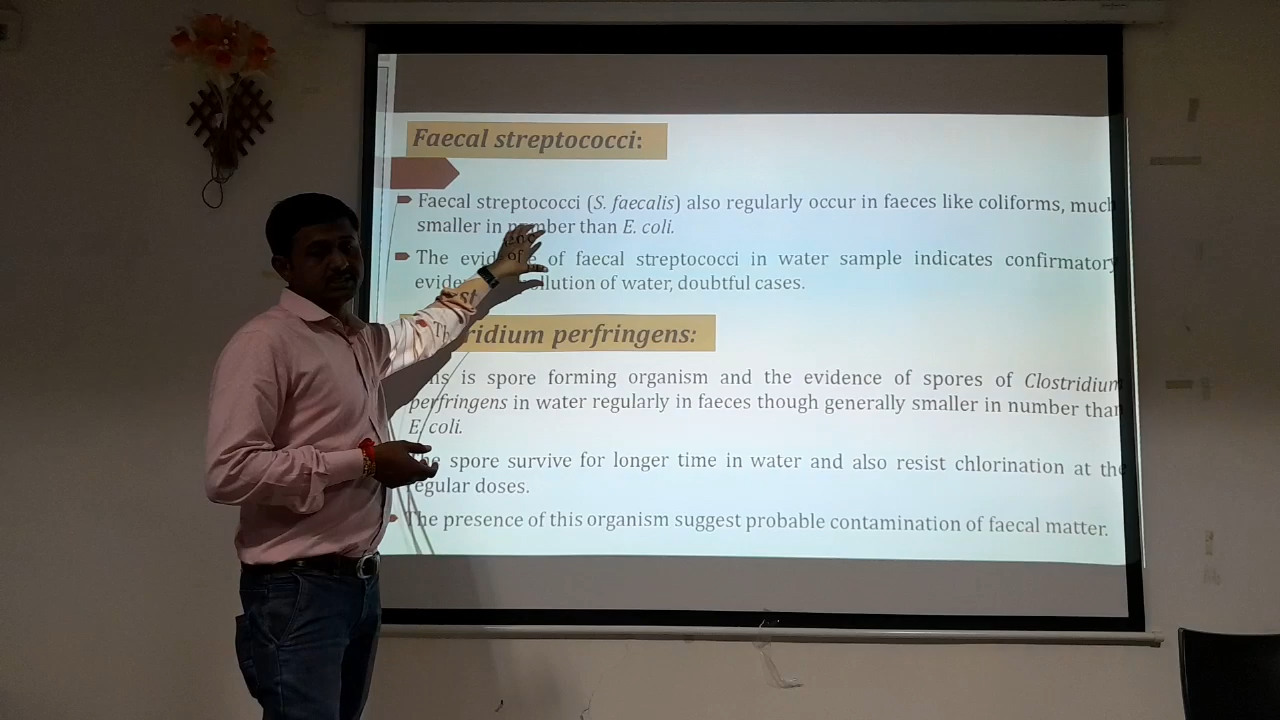 Faecal streptococci:
Faecal streptococci (S. faecalis) also regularly occur in faeces like coliforms, much
smaller in number than E. coli.
The of faecal streptococci in water sample indicates confirmatory
of water, doubtful cases.
perfringens:
is spore forming organism and the evidence of spores of Clostridium
perfringens in water regularly in faeces though generally smaller in number than
E. coli.
The spore survive for longer time in water and also resist chlorination at the
regular doses.
The presence of this organism suggest probable contamination of faecal matter.